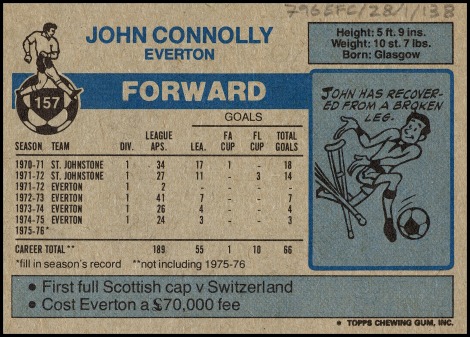 796EFC/28/1/138
JOHN CONNOLLY
EVERTON
Height: 5 ft. 9 ins.
Weight: 10 st. 7 lbs.
Born: Glasgow
157
FORWARD
JOHN HAS RECOVER-
ED FROM A BROKEN
LEG.
GOALS
LEAGUE FA FL TOTAL
SEASON TEAM DIV. APS. LEA. CUP CUP GOALS
1970-71 ST. JOHNSTONE 1 34 17 1 - 18
1971-72 ST. JOHNSTONE 1 27 11 - 3 14
1971-72 EVERTON 1 2 - - - -
1972-73 EVERTON 1 41 7 - - 7
1973-74 EVERTON 1 26 4 - - 4
1974-75 EVERTON 1 24 3 - - 3
1975-76*
CAREER TOTAL** 189 55 1 10 66
*fill in season's record **not including 1975-76
• First full Scottish cap v Switzerland
• Cost Everton a £70,000 fee
• TOPPS CHEWING GUM, INC.